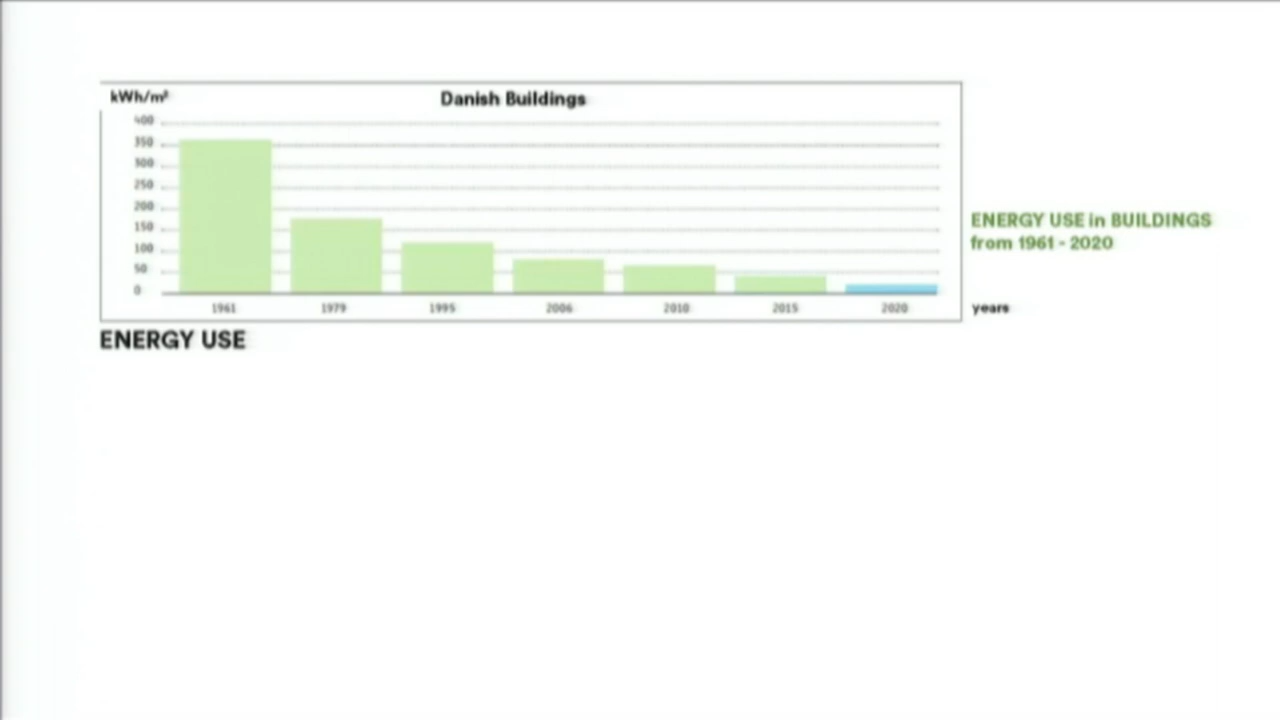 kWh/m²
Danish Buildings
400
350
300
250
200
150
100
50
0
1961 1979 1995 2006 2010 2015 2020
years
ENERGY USE in BUILDINGS
from 1961 - 2020
ENERGY USE